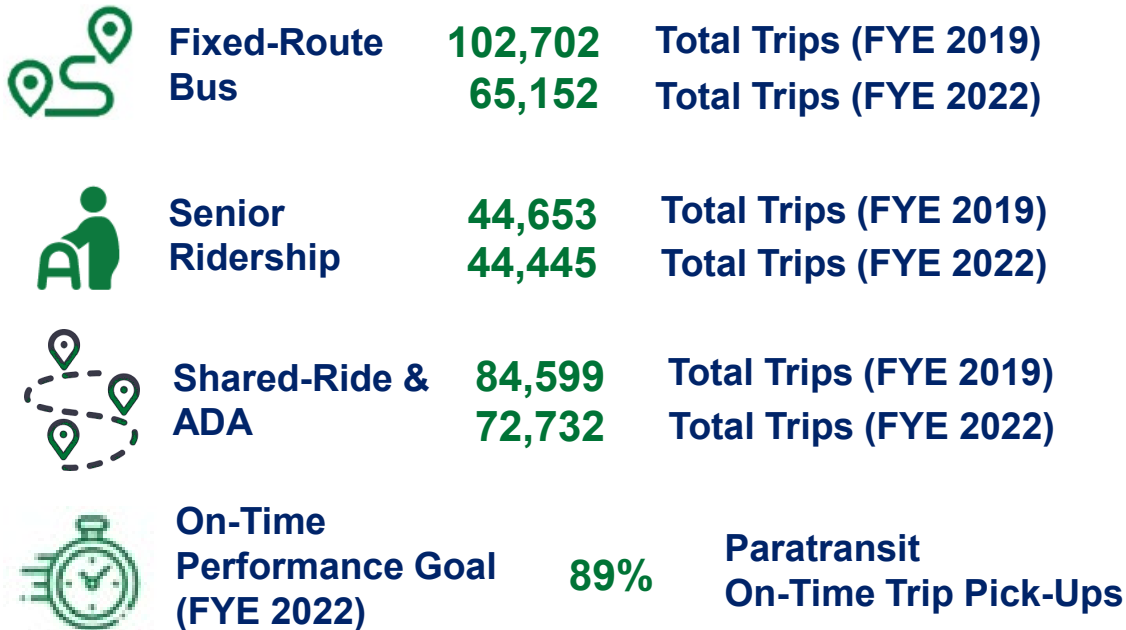 Fixed-Route
Bus
102,702 Total Trips (FYE 2019)
65,152 Total Trips (FYE 2022)
Senior
Ridership
44,653 Total Trips (FYE 2019)
44,445 Total Trips (FYE 2022)
Shared-Ride &
ADA
84,599 Total Trips (FYE 2019)
72,732 Total Trips (FYE 2022)
On-Time
Performance Goal
(FYE 2022)
89%
Paratransit
On-Time Trip Pick-Ups